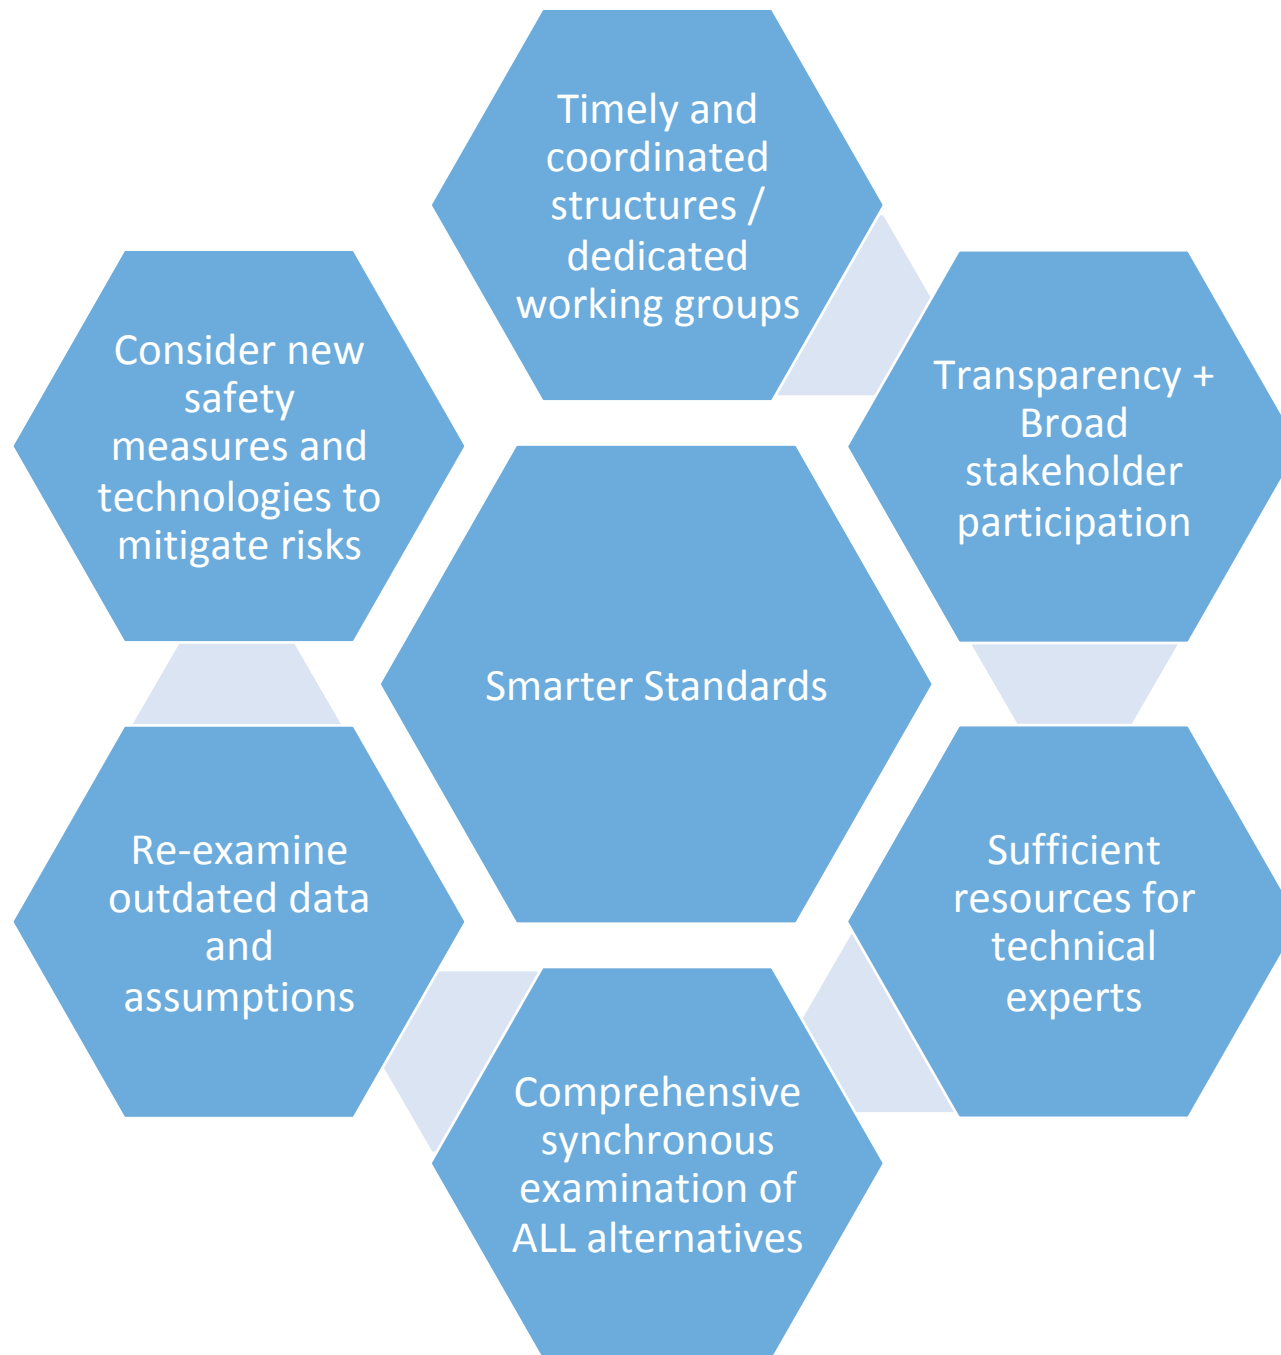 Timely and
coordinated
structures /
dedicated
working groups
Transparency +
Broad
stakeholder
participation
Sufficient
resources for
technical
experts
Comprehensive
synchronous
examination of
ALL alternatives
Re-examine
outdated data
and
assumptions
Consider new
safety
measures and
technologies to
mitigate risks
Smarter Standards